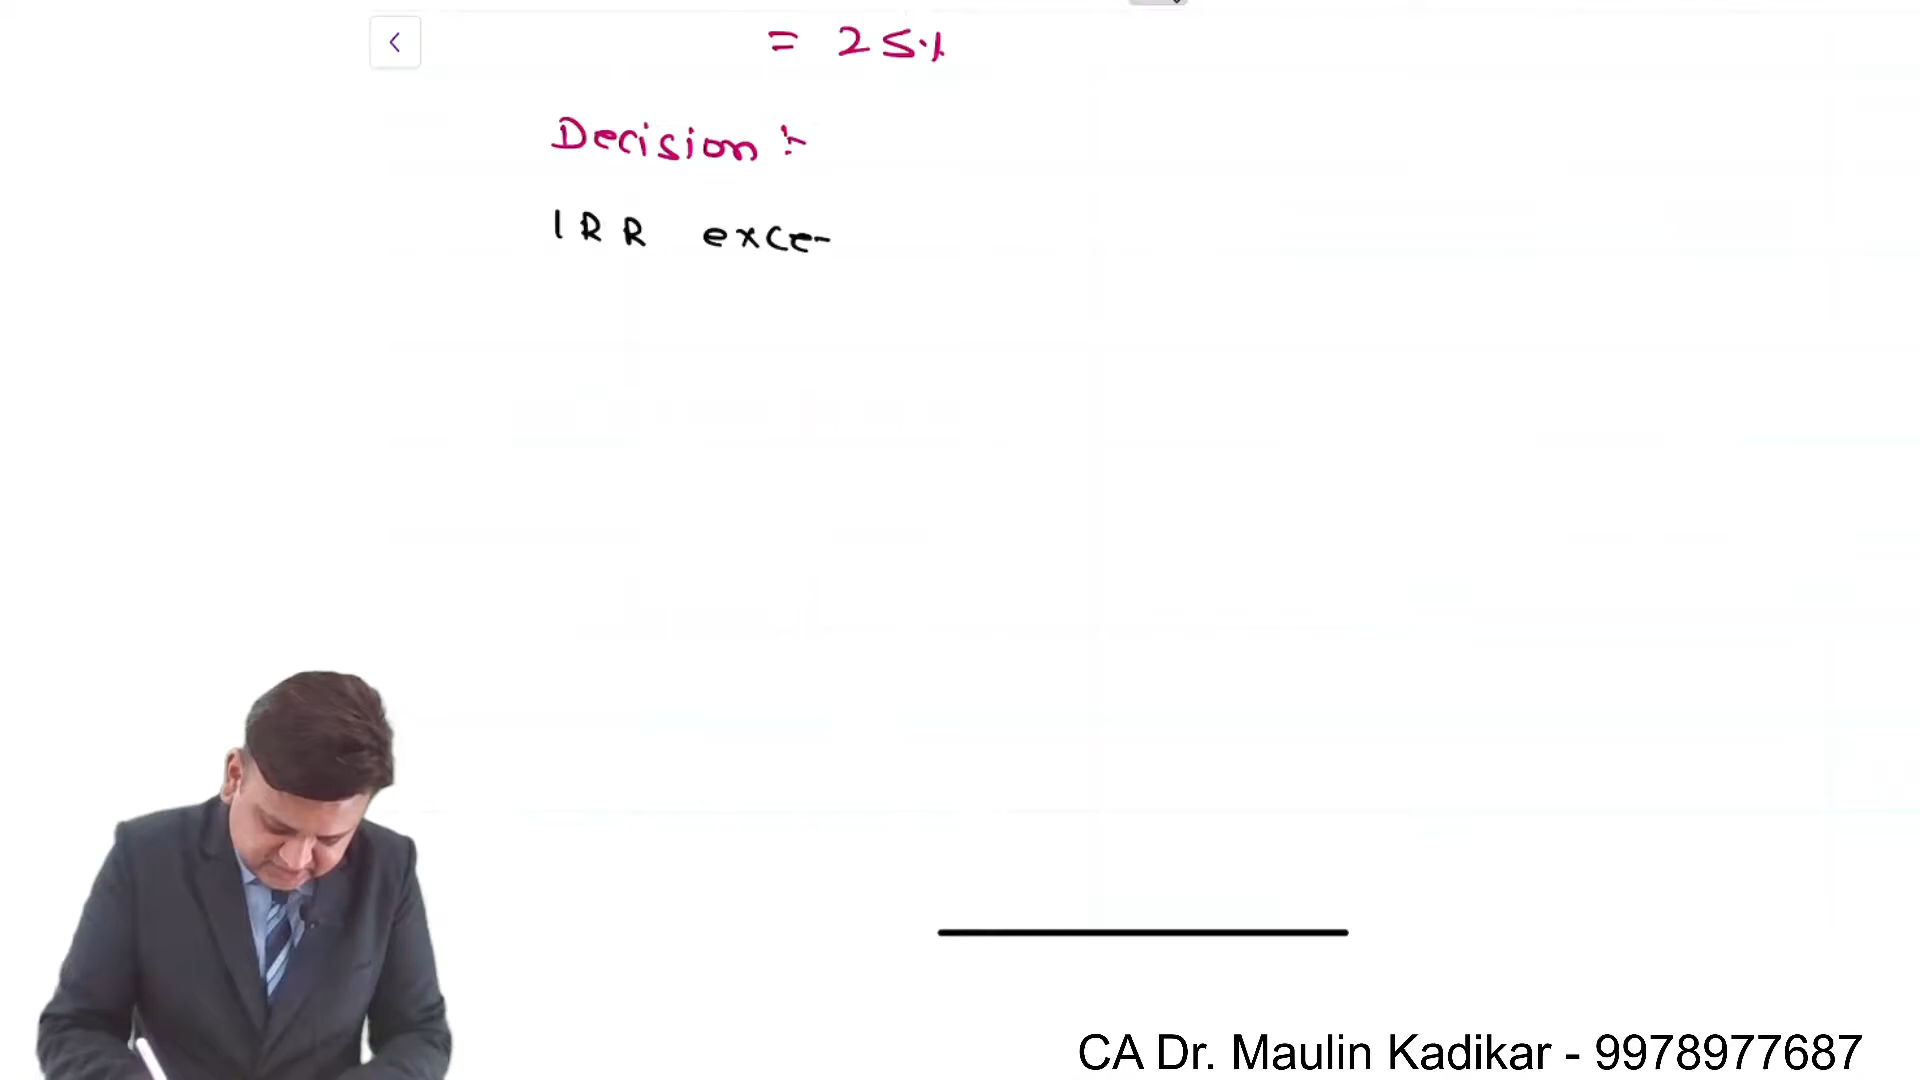 = 25%
Decision :-
IRR exce
CA Dr. Maulin Kadikar - 9978977687